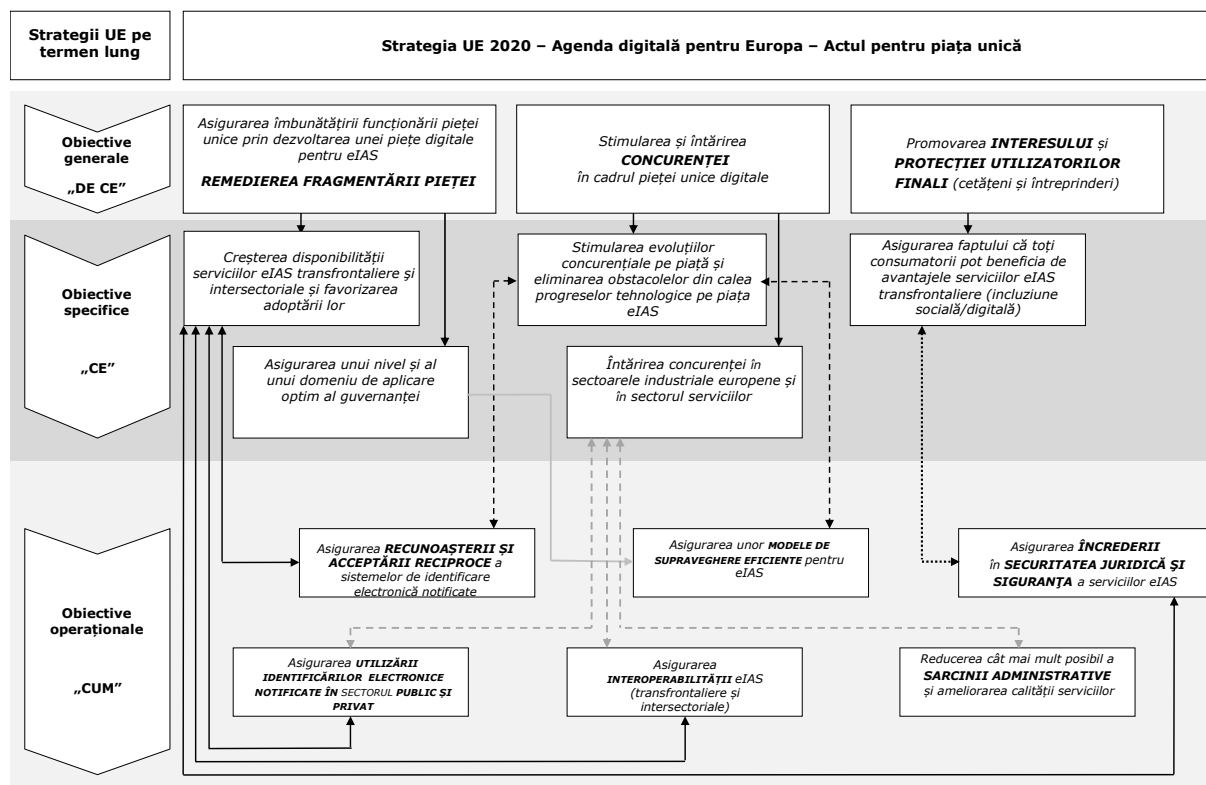 Strategii UE pe
termen lung
Strategia UE 2020 – Agenda digitală pentru Europa – Actul pentru piața unică
Obiective
generale
„DE CE”
Asigurarea îmbunătățirii funcționării pieței
unice prin dezvoltarea unei piețe digitale
pentru eIAS
REMEDIEREA FRAGMENTĂRII PIEȚEI
Stimularea și întărirea
CONCURENȚEI
în cadrul pieței unice digitale
Promovarea INTERESULUI și
PROTECȚIEI UTILIZATORILOR
FINALI (cetățeni și întreprinderi)
Obiective
specifice
„CE”
Creșterea disponibilității
serviciilor eIAS transfrontaliere şi
intersectoriale și favorizarea
adoptării lor
Stimularea evoluțiilor
concurențiale pe piață și
eliminarea obstacolelor din calea
progreselor tehnologice pe piața
eIAS
Asigurarea faptului că toți
consumatorii pot beneficia de
avantajele serviciilor eIAS
transfrontaliere (incluziune
socială/digitală)
Asigurarea unui nivel și al
unui domeniu de aplicare
optim al guvernanței
Întărirea concurenței în
sectoarele industriale europene și
în sectorul serviciilor
Obiective
operaționale
„CUM”
Asigurarea RECUNOAȘTERII ȘI
ACCEPTĂRII RECIPROCE a
sistemelor de identificare
electronică notificate
Asigurarea unor MODELE DE
SUPRAVEGHERE EFICIENTE pentru
eIAS
Asigurarea ÎNCREDERII
în SECURITATEA JURIDICĂ ȘI
SIGURANŢA a serviciilor eIAS
Asigurarea UTILIZĂRII
IDENTIFICĂRILOR ELECTRONICE
NOTIFICATE ÎN SECTORUL PUBLIC ȘI
PRIVAT
Asigurarea
INTEROPERABILITĂȚII eIAS
(transfrontaliere și
intersectoriale)
Reducerea cât mai mult posibil a
SARCINII ADMINISTRATIVE
și ameliorarea calității serviciilor